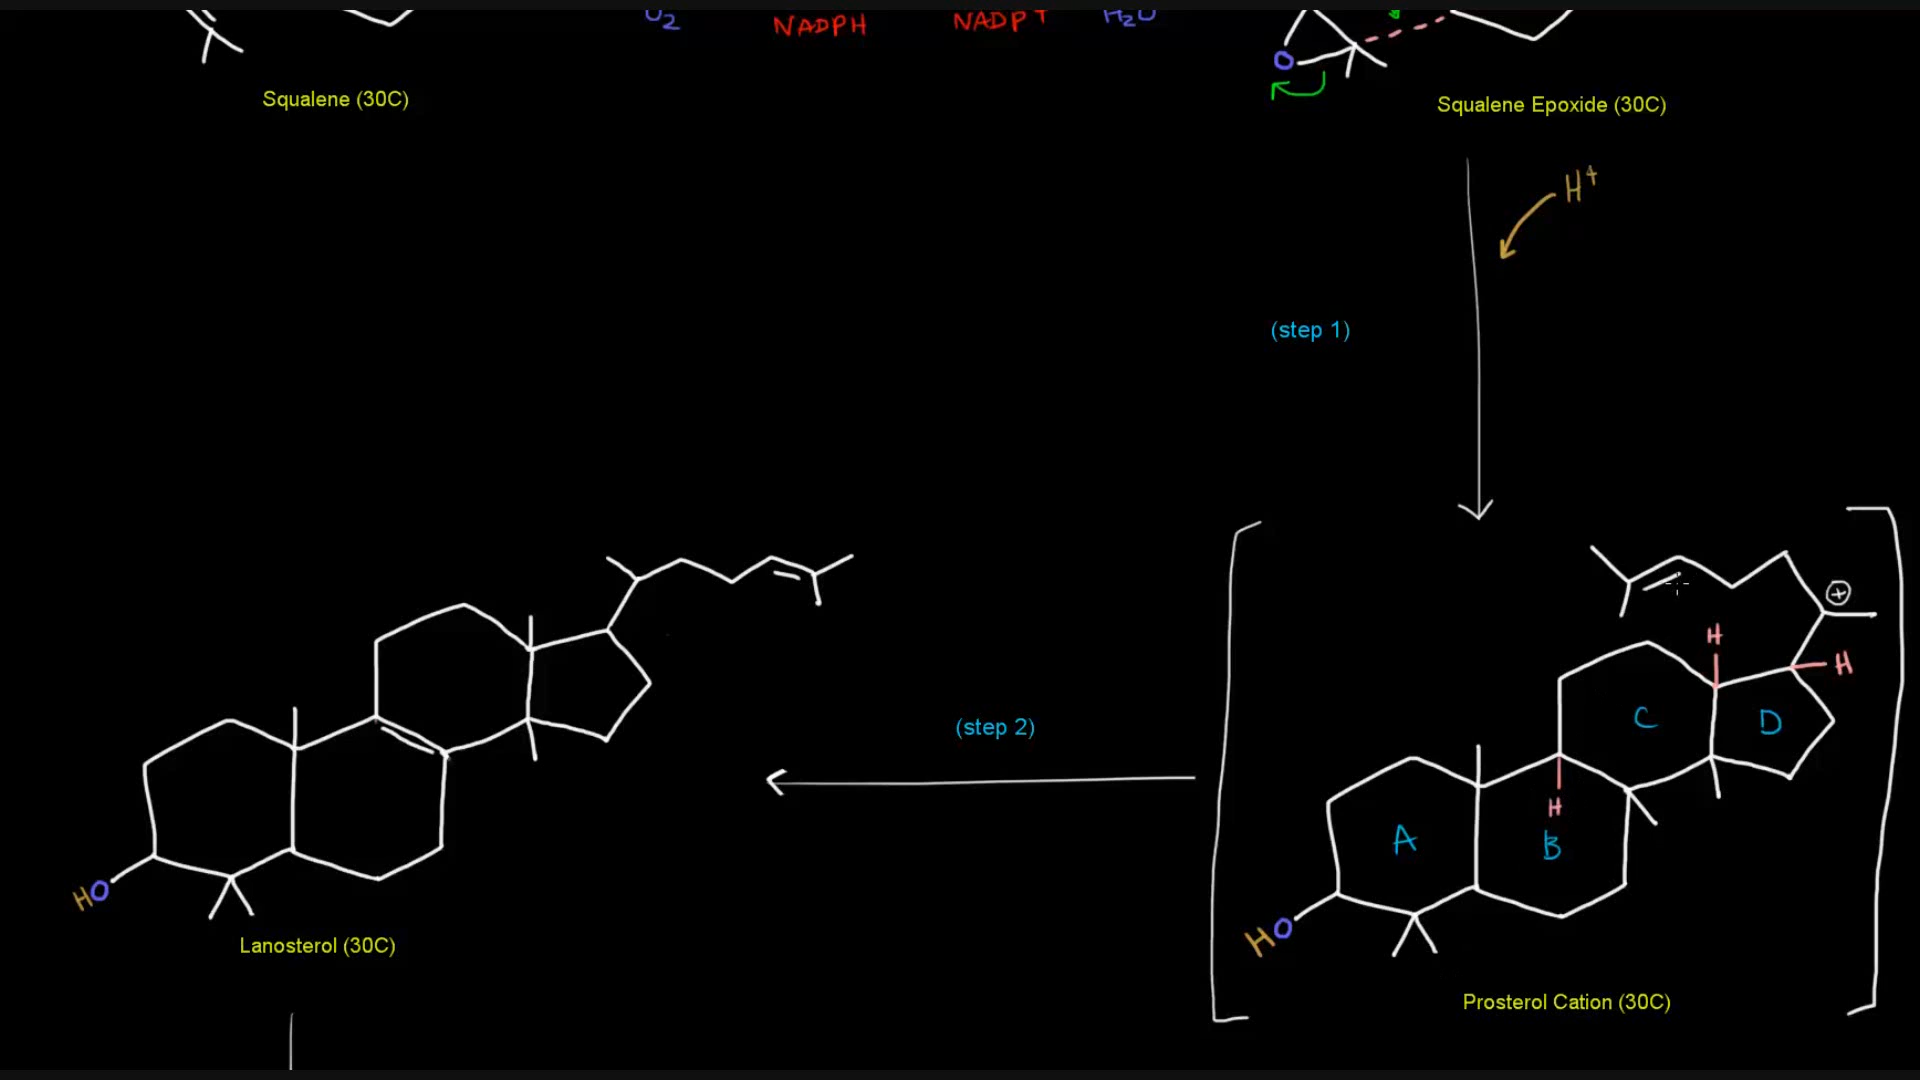 O₂ NADPH NADP⁺ H₂O
O
Squalene (30C)
Squalene Epoxide (30C)
H⁺
(step 1)
⊕
H
H
C
D
(step 2)
H
A
B
HO
HO
Lanosterol (30C)
Prosterol Cation (30C)